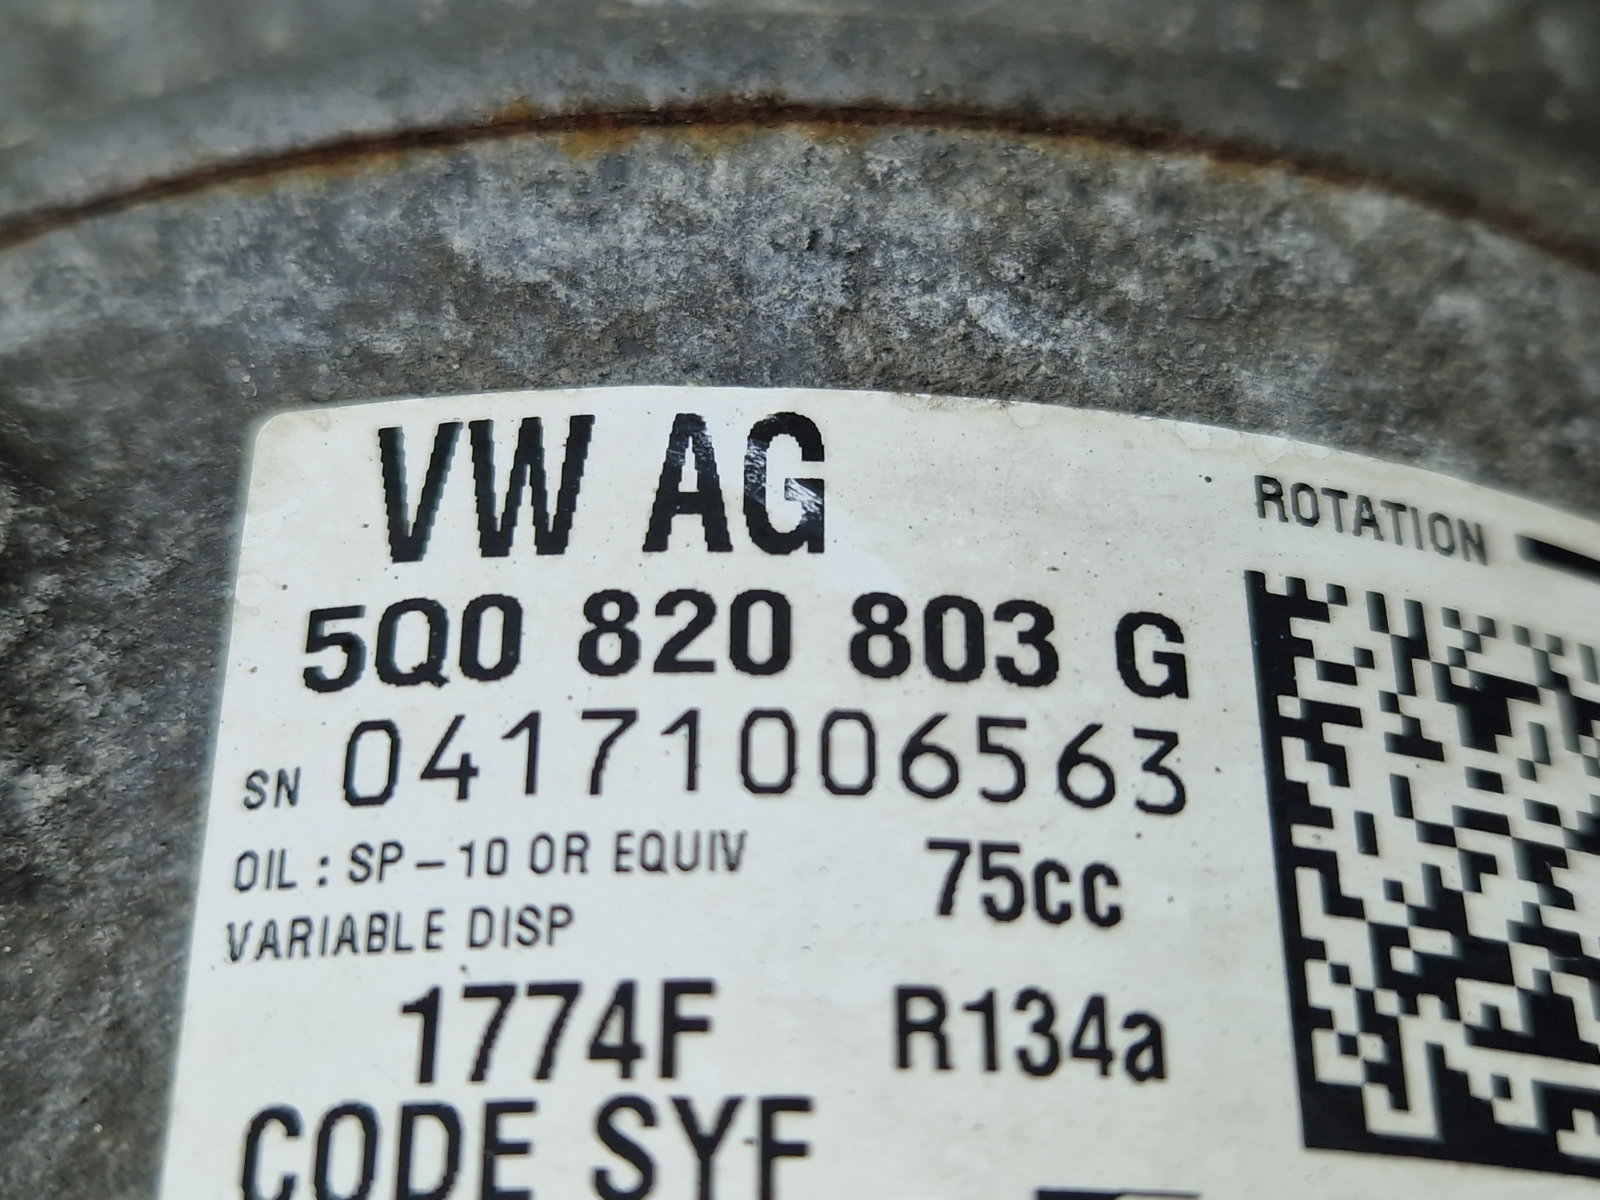 VW AG
ROTATION
5Q0 820 803 G
SN 04171006563
OIL : SP-10 OR EQUIV 75cc
VARIABLE DISP
1774F R134a
CODE SYF